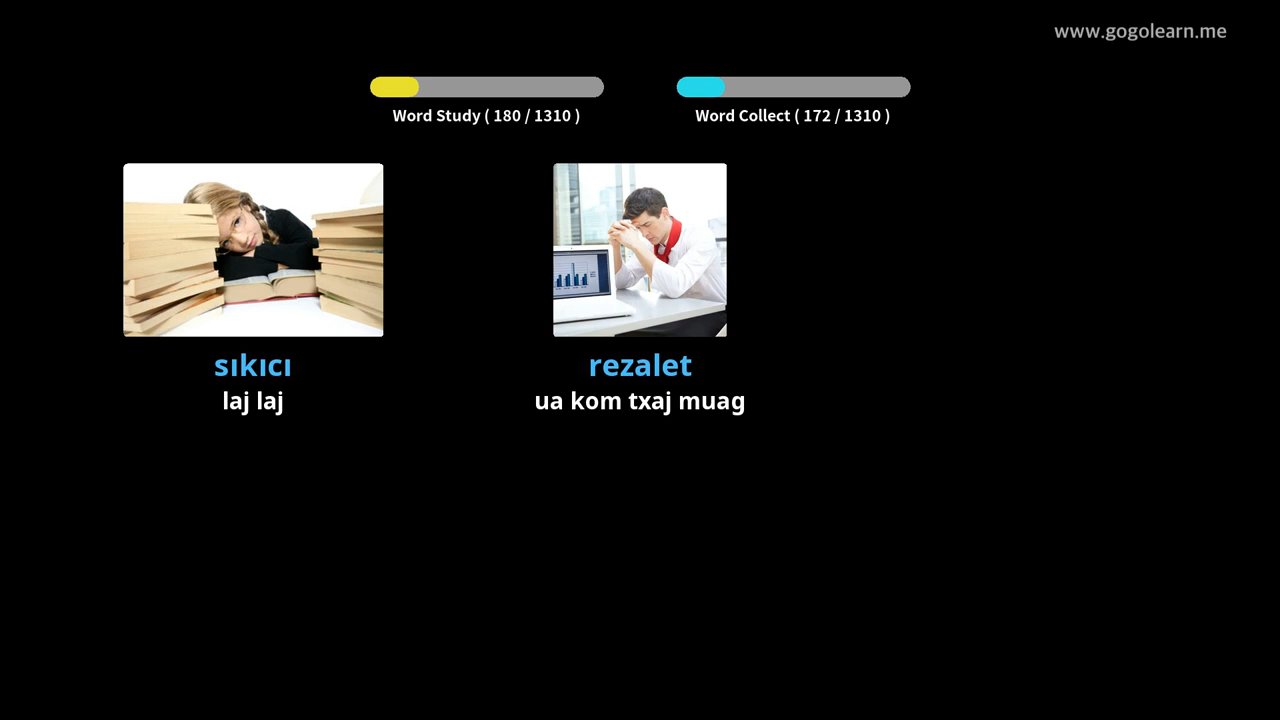 www.gogolearn.me
Word Study ( 180 / 1310 )
Word Collect ( 172 / 1310 )
sıkıcı
laj laj
rezalet
ua kom txaj muag